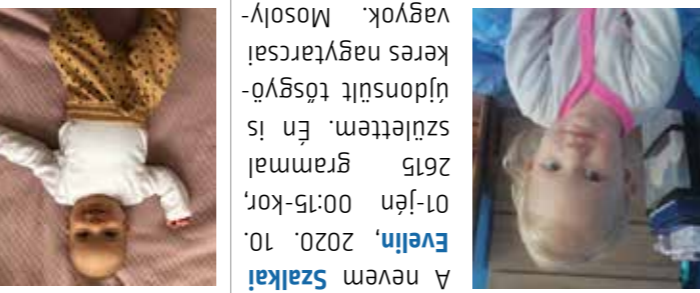 A nevem Szalkai
Evelin, 2020. 10.
01-jén 00:15-kor,
2615 grammal
születtem. Én is
újdonsült tősgyö-
keres nagytarcsai
vagyok. Mosoly-